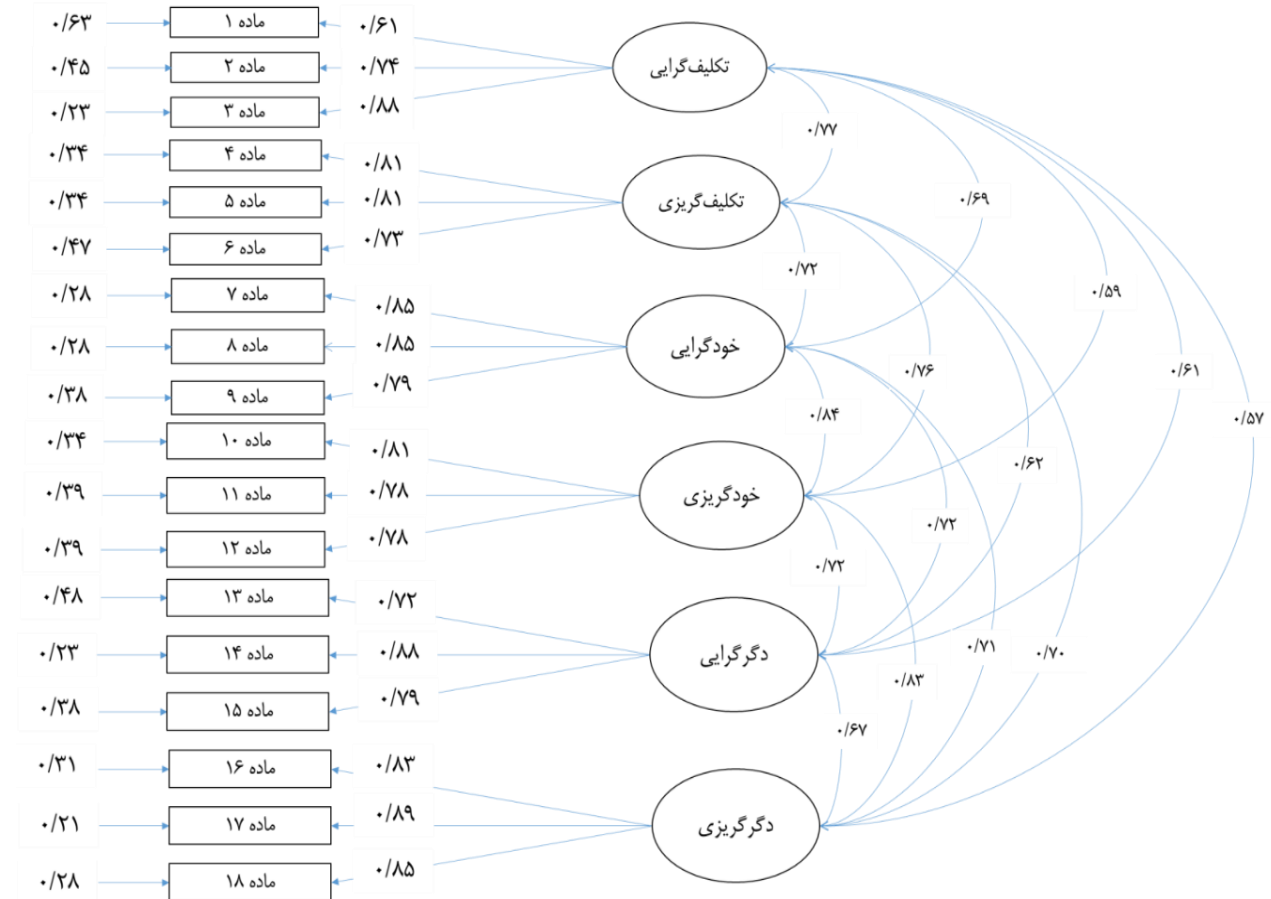 ۰/۶۳ ماده ۱ ۰/۶۱
۰/۴۵ ماده ۲ ۰/۷۴
۰/۲۳ ماده ۳ ۰/۸۸
تکلیف‌گرایی
۰/۷۷
۰/۳۴ ماده ۴ ۰/۸۱
۰/۳۴ ماده ۵ ۰/۸۱
۰/۴۷ ماده ۶ ۰/۷۳
تکلیف‌گریزی
۰/۶۹
۰/۷۲
۰/۵۹
۰/۲۸ ماده ۷ ۰/۸۵
۰/۲۸ ماده ۸ ۰/۸۵
۰/۳۸ ماده ۹ ۰/۷۹
خودگرایی
۰/۷۶
۰/۶۱
۰/۸۴
۰/۵۷
۰/۳۴ ماده ۱۰ ۰/۸۱
۰/۳۹ ماده ۱۱ ۰/۷۸
۰/۳۹ ماده ۱۲ ۰/۷۸
خودگریزی
۰/۶۲
۰/۷۲
۰/۷۲
۰/۴۸ ماده ۱۳ ۰/۷۲
۰/۲۳ ماده ۱۴ ۰/۸۸
۰/۳۸ ماده ۱۵ ۰/۷۹
دگرگرایی
۰/۷۱
۰/۷۰
۰/۸۳
۰/۶۷
۰/۳۱ ماده ۱۶ ۰/۸۳
۰/۲۱ ماده ۱۷ ۰/۸۹
۰/۲۸ ماده ۱۸ ۰/۸۵
دگرگریزی